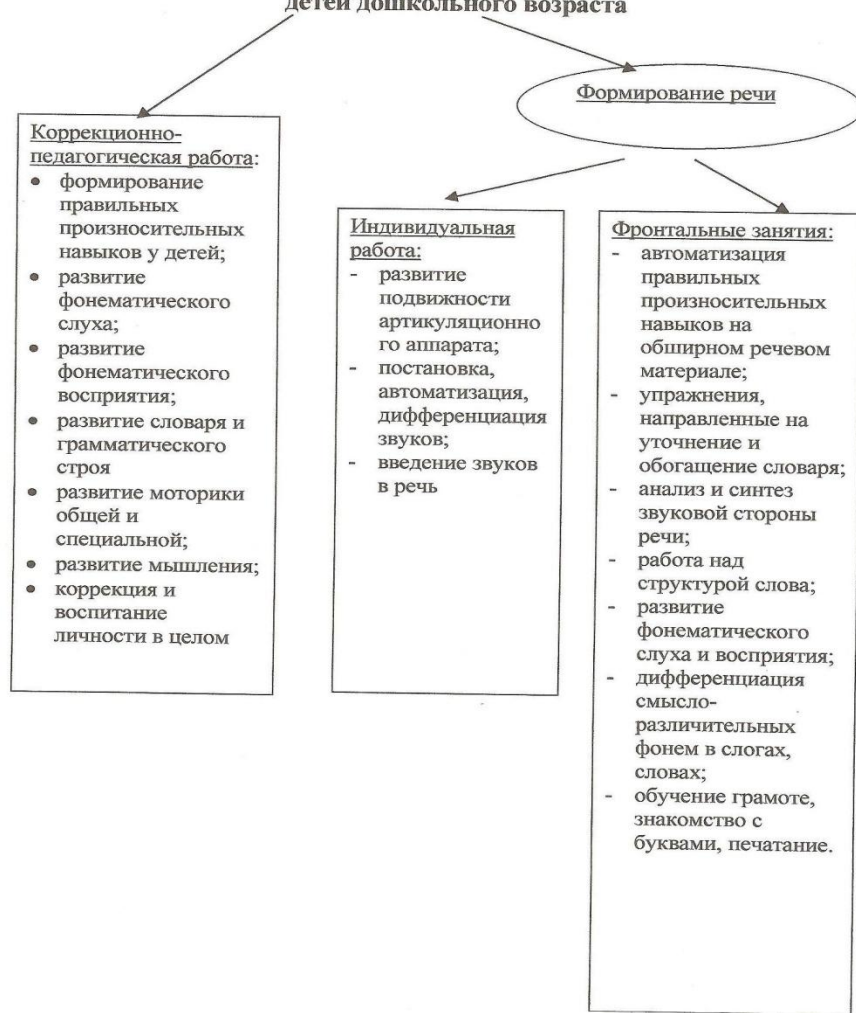 детей дошкольного возраста
Формирование речи
Коррекционно-
педагогическая работа:
• формирование
правильных
произносительных
навыков у детей;
• развитие
фонематического
слуха;
• развитие
фонематического
восприятия;
• развитие словаря и
грамматического
строя
• развитие моторики
общей и
специальной;
• развитие мышления;
• коррекция и
воспитание
личности в целом
Индивидуальная
работа:
- развитие
подвижности
артикуляционно
го аппарата;
- постановка,
автоматизация,
дифференциация
звуков;
- введение звуков
в речь
Фронтальные занятия:
- автоматизация
правильных
произносительных
навыков на
обширном речевом
материале;
- упражнения,
направленные на
уточнение и
обогащение словаря;
- анализ и синтез
звуковой стороны
речи;
- работа над
структурой слова;
- развитие
фонематического
слуха и восприятия;
- дифференциация
смысло-
различительных
фонем в слогах,
словах;
- обучение грамоте,
знакомство с
буквами, печатание.